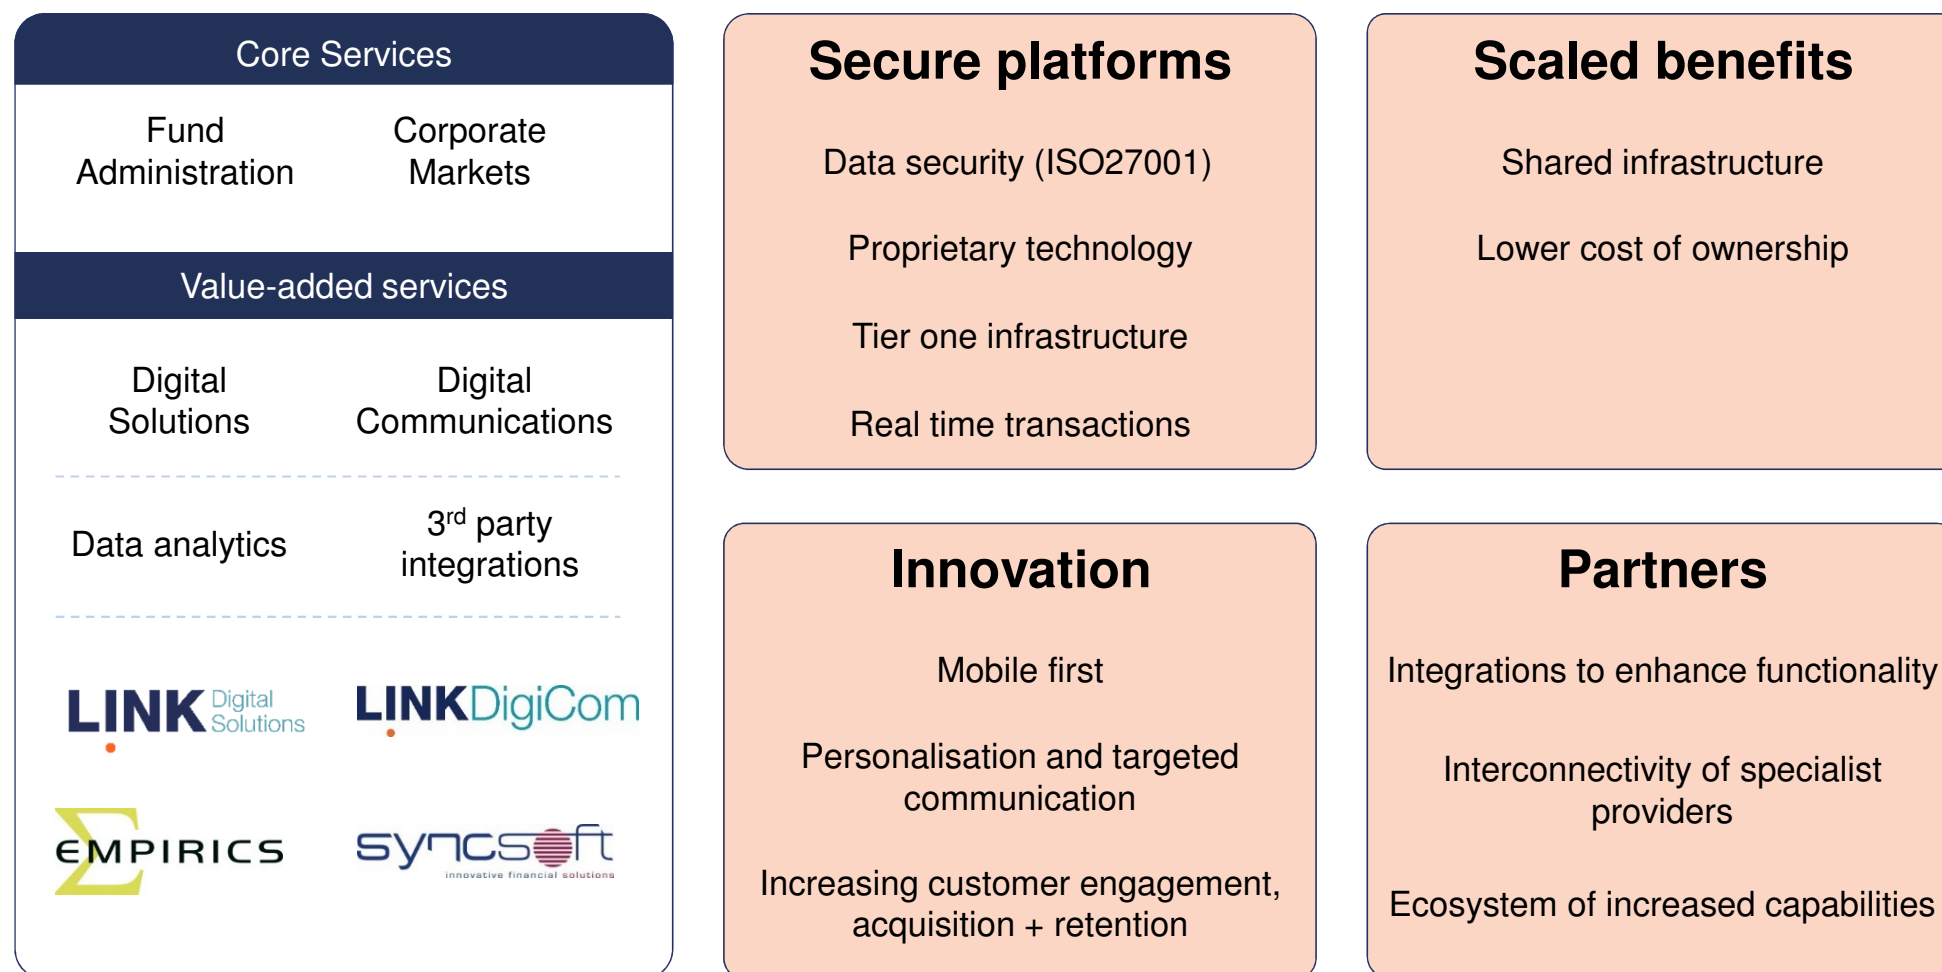 Core Services
Fund
Administration
Corporate
Markets
Value-added services
Digital
Solutions
Digital
Communications
Data analytics
3rd party
integrations
LINK Digital
Solutions
LINKDigiCom
EMPIRICS
syncsoft
innovative financial solutions
Secure platforms
Data security (ISO27001)
Proprietary technology
Tier one infrastructure
Real time transactions
Scaled benefits
Shared infrastructure
Lower cost of ownership
Innovation
Mobile first
Personalisation and targeted
communication
Increasing customer engagement,
acquisition + retention
Partners
Integrations to enhance functionality
Interconnectivity of specialist
providers
Ecosystem of increased capabilities